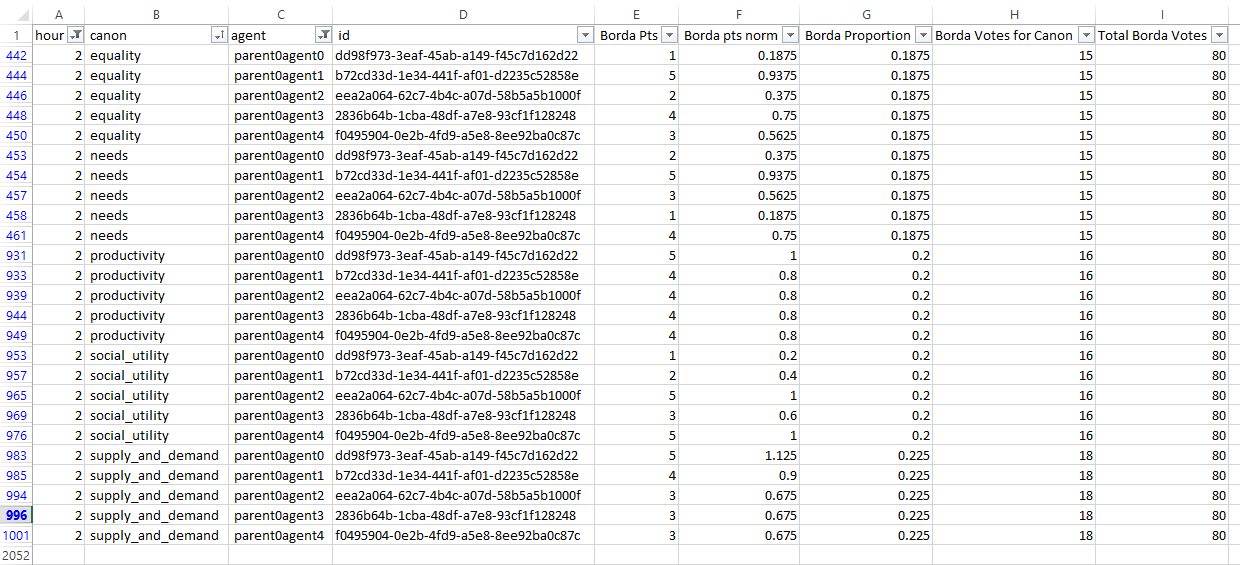 A B C D E F G H I
1 hour canon agent id Borda Pts Borda pts norm Borda Proportion Borda Votes for Canon Total Borda Votes
442 2 equality parent0agent0 dd98f973-3eaf-45ab-a149-f45c7d162d22 1 0.1875 0.1875 15 80
444 2 equality parent0agent1 b72cd33d-1e34-441f-af01-d2235c52858e 5 0.9375 0.1875 15 80
446 2 equality parent0agent2 eea2a064-62c7-4b4c-a07d-58b5a5b1000f 2 0.375 0.1875 15 80
448 2 equality parent0agent3 2836b64b-1cba-48df-a7e8-93cf1f128248 4 0.75 0.1875 15 80
450 2 equality parent0agent4 f0495904-0e2b-4fd9-a5e8-8ee92ba0c87c 3 0.5625 0.1875 15 80
453 2 needs parent0agent0 dd98f973-3eaf-45ab-a149-f45c7d162d22 2 0.375 0.1875 15 80
454 2 needs parent0agent1 b72cd33d-1e34-441f-af01-d2235c52858e 5 0.9375 0.1875 15 80
457 2 needs parent0agent2 eea2a064-62c7-4b4c-a07d-58b5a5b1000f 3 0.5625 0.1875 15 80
458 2 needs parent0agent3 2836b64b-1cba-48df-a7e8-93cf1f128248 1 0.1875 0.1875 15 80
461 2 needs parent0agent4 f0495904-0e2b-4fd9-a5e8-8ee92ba0c87c 4 0.75 0.1875 15 80
931 2 productivity parent0agent0 dd98f973-3eaf-45ab-a149-f45c7d162d22 5 1 0.2 16 80
933 2 productivity parent0agent1 b72cd33d-1e34-441f-af01-d2235c52858e 4 0.8 0.2 16 80
939 2 productivity parent0agent2 eea2a064-62c7-4b4c-a07d-58b5a5b1000f 4 0.8 0.2 16 80
944 2 productivity parent0agent3 2836b64b-1cba-48df-a7e8-93cf1f128248 4 0.8 0.2 16 80
949 2 productivity parent0agent4 f0495904-0e2b-4fd9-a5e8-8ee92ba0c87c 4 0.8 0.2 16 80
953 2 social_utility parent0agent0 dd98f973-3eaf-45ab-a149-f45c7d162d22 1 0.2 0.2 16 80
957 2 social_utility parent0agent1 b72cd33d-1e34-441f-af01-d2235c52858e 2 0.4 0.2 16 80
965 2 social_utility parent0agent2 eea2a064-62c7-4b4c-a07d-58b5a5b1000f 5 1 0.2 16 80
969 2 social_utility parent0agent3 2836b64b-1cba-48df-a7e8-93cf1f128248 3 0.6 0.2 16 80
976 2 social_utility parent0agent4 f0495904-0e2b-4fd9-a5e8-8ee92ba0c87c 5 1 0.2 16 80
983 2 supply_and_demand parent0agent0 dd98f973-3eaf-45ab-a149-f45c7d162d22 5 1.125 0.225 18 80
985 2 supply_and_demand parent0agent1 b72cd33d-1e34-441f-af01-d2235c52858e 4 0.9 0.225 18 80
994 2 supply_and_demand parent0agent2 eea2a064-62c7-4b4c-a07d-58b5a5b1000f 3 0.675 0.225 18 80
996 2 supply_and_demand parent0agent3 2836b64b-1cba-48df-a7e8-93cf1f128248 3 0.675 0.225 18 80
1001 2 supply_and_demand parent0agent4 f0495904-0e2b-4fd9-a5e8-8ee92ba0c87c 3 0.675 0.225 18 80
2052